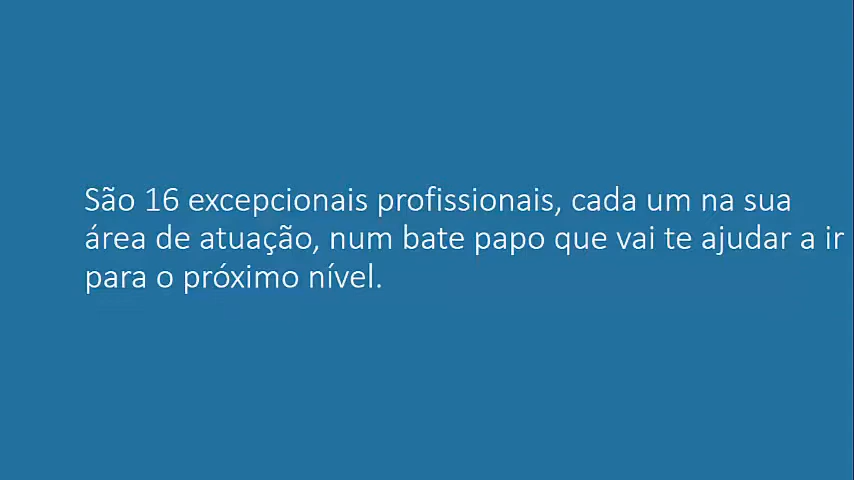 São 16 excepcionais profissionais, cada um na sua
área de atuação, num bate papo que vai te ajudar a ir
para o próximo nível.